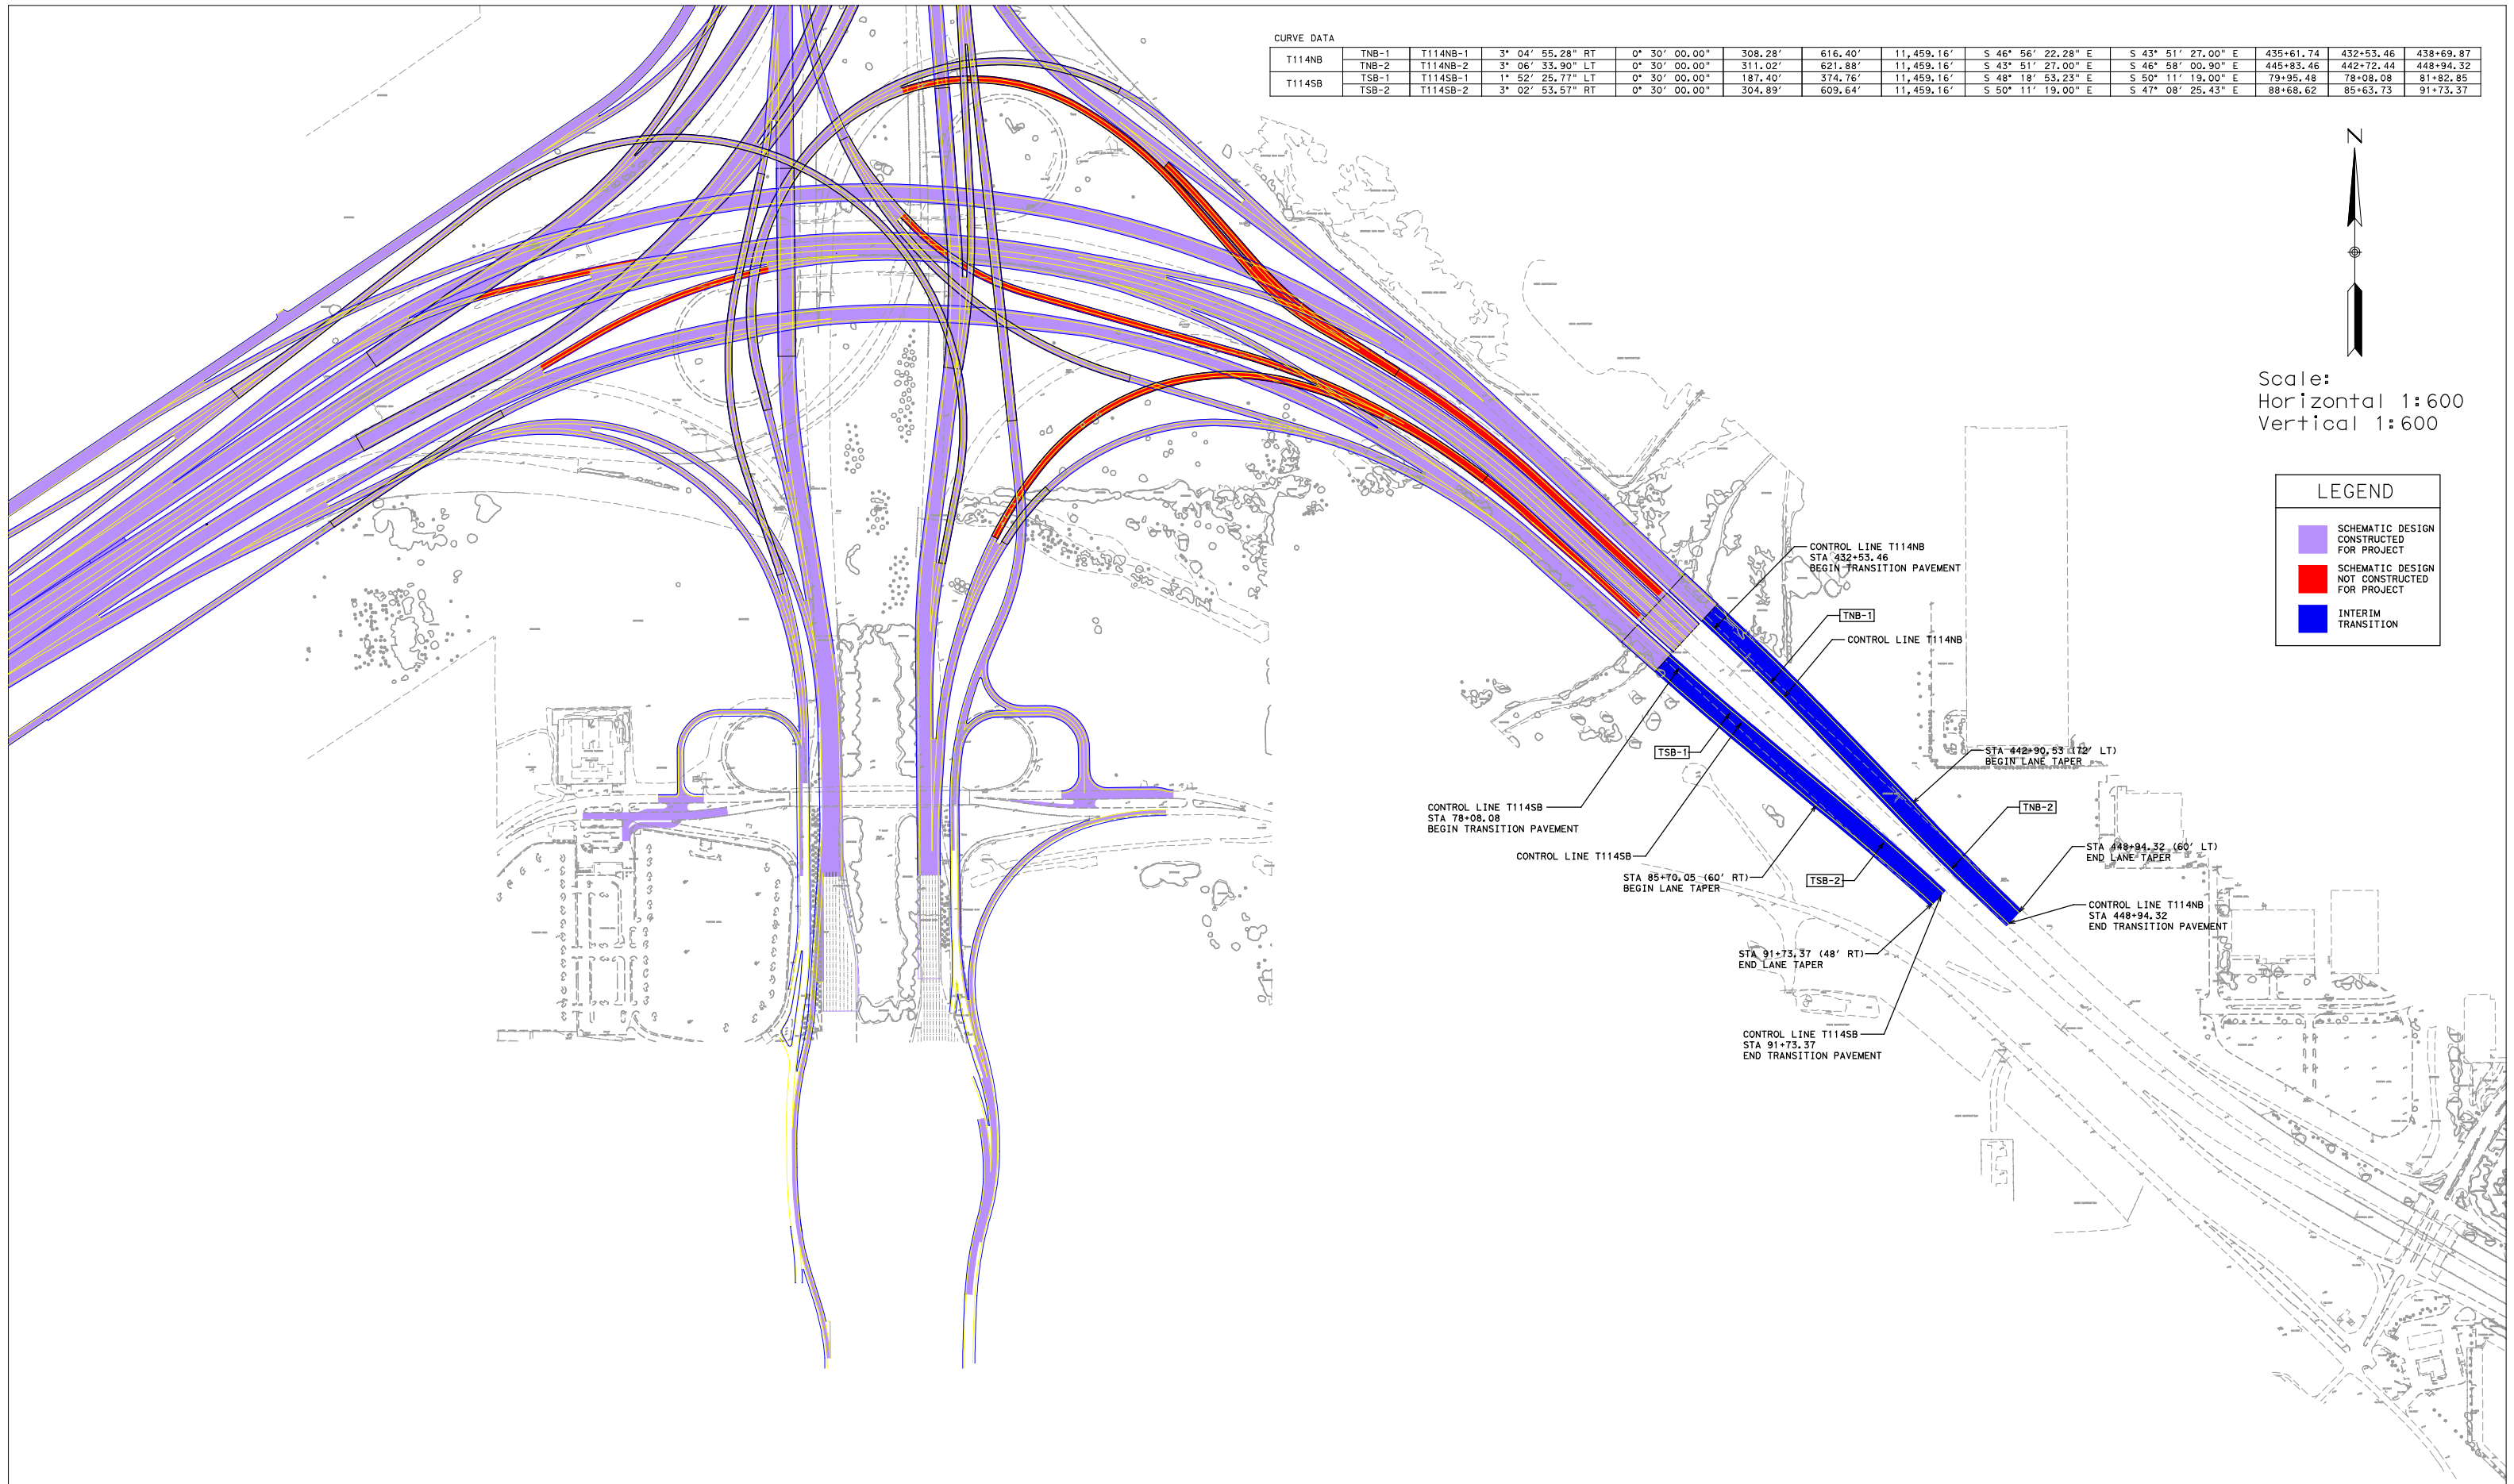 CURVE DATA
T114NB
TNB-1 T114NB-1 3° 04' 55.28" RT 0° 30' 00.00" 308.28' 616.40' 11,459.16' S 46° 56' 22.28" E S 43° 51' 27.00" E 435+61.74 432+53.46 438+69.87
TNB-2 T114NB-2 3° 06' 33.90" LT 0° 30' 00.00" 311.02' 621.88' 11,459.16' S 43° 51' 27.00" E S 46° 58' 00.90" E 445+83.46 442+72.44 448+94.32
T114SB
TSB-1 T114SB-1 1° 52' 25.77" LT 0° 30' 00.00" 187.40' 374.76' 11,459.16' S 48° 18' 53.23" E S 50° 11' 19.00" E 79+95.48 78+08.08 81+82.85
TSB-2 T114SB-2 3° 02' 53.57" RT 0° 30' 00.00" 304.89' 609.64' 11,459.16' S 50° 11' 19.00" E S 47° 08' 25.43" E 88+68.62 85+63.73 91+73.37
N
Scale:
Horizontal 1:600
Vertical 1:600
LEGEND
SCHEMATIC DESIGN
CONSTRUCTED
FOR PROJECT
SCHEMATIC DESIGN
NOT CONSTRUCTED
FOR PROJECT
INTERIM
TRANSITION
CONTROL LINE T114NB
STA 432+53.46
BEGIN TRANSITION PAVEMENT
TNB-1
CONTROL LINE T114NB
STA 442+90.53 (72' LT)
BEGIN LANE TAPER
TNB-2
STA 448+94.32 (60' LT)
END LANE TAPER
CONTROL LINE T114NB
STA 448+94.32
END TRANSITION PAVEMENT
TSB-1
CONTROL LINE T114SB
STA 78+08.08
BEGIN TRANSITION PAVEMENT
CONTROL LINE T114SB
STA 85+70.05 (60' RT)
BEGIN LANE TAPER
TSB-2
STA 91+73.37 (48' RT)
END LANE TAPER
CONTROL LINE T114SB
STA 91+73.37
END TRANSITION PAVEMENT